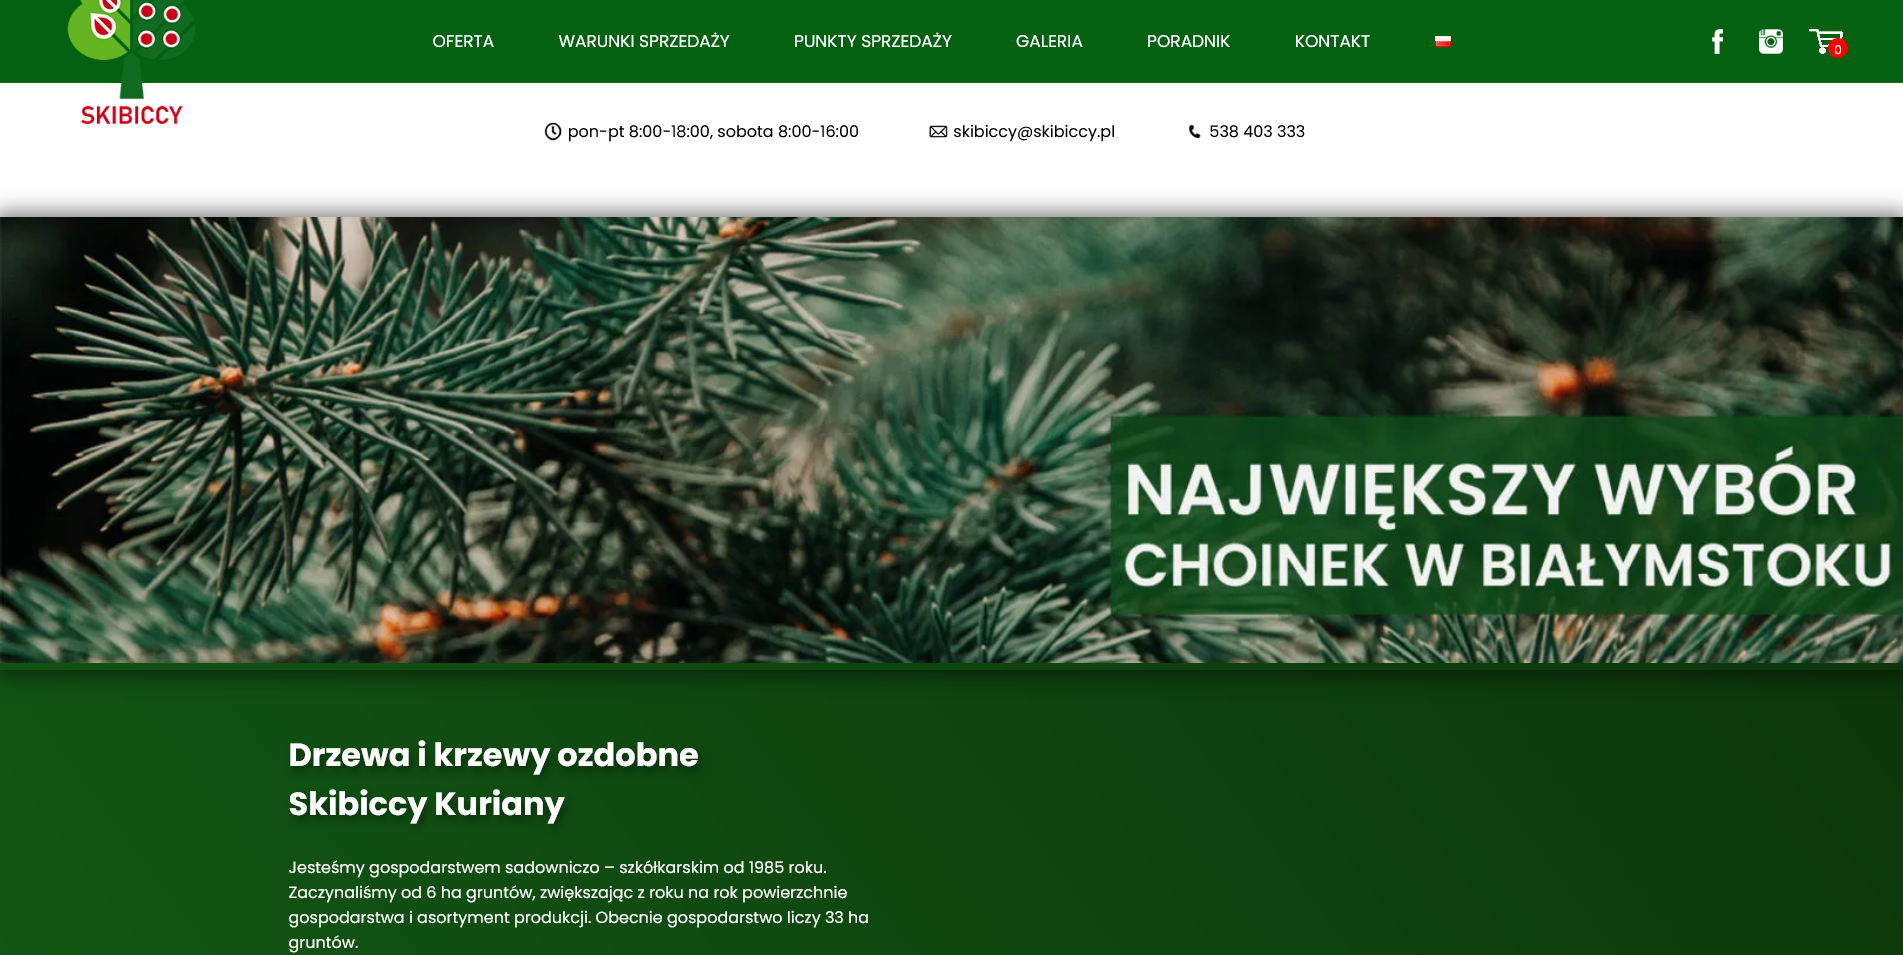 OFERTA WARUNKI SPRZEDAŻY PUNKTY SPRZEDAŻY GALERIA PORADNIK KONTAKT
0
SKIBICCY
pon-pt 8:00-18:00, sobota 8:00-16:00 skibiccy@skibiccy.pl 538 403 333
NAJWIĘKSZY WYBÓR
CHOINEK W BIAŁYMSTOKU
Drzewa i krzewy ozdobne
Skibiccy Kuriany
Jesteśmy gospodarstwem sadowniczo – szkółkarskim od 1985 roku.
Zaczynaliśmy od 6 ha gruntów, zwiększając z roku na rok powierzchnie
gospodarstwa i asortyment produkcji. Obecnie gospodarstwo liczy 33 ha
gruntów.